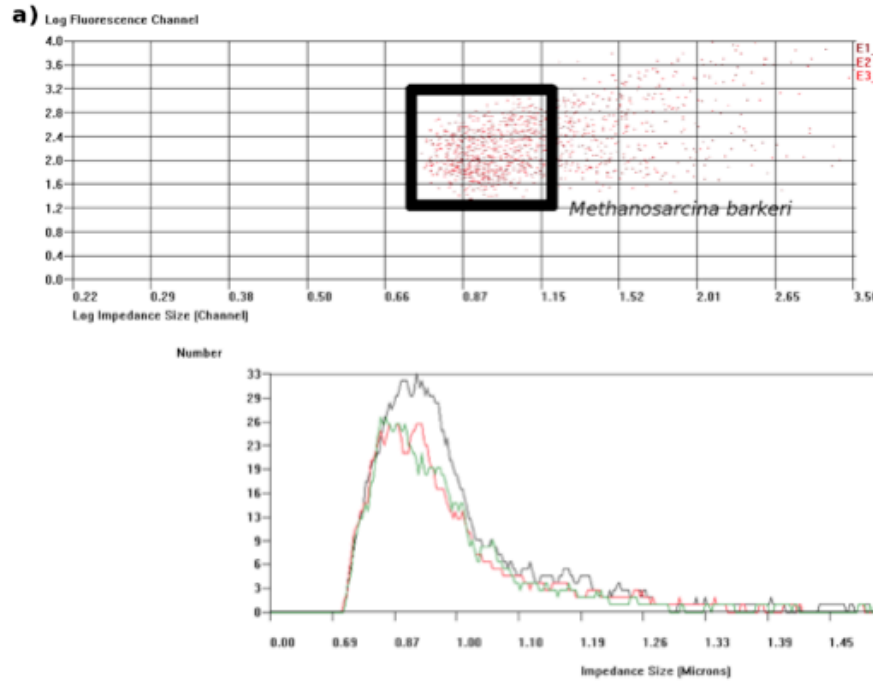 a) Log Fluorescence Channel
4.0
3.6
3.2
2.8
2.4
2.0
1.6
1.2
0.8
0.4
0.0
E1_
E2
E3_
Methanosarcina barkeri
0.22 0.29 0.38 0.50 0.66 0.87 1.15 1.52 2.01 2.65 3.50
Log Impedance Size (Channel)
Number
33
29
26
23
19
16
13
9
6
3
0
0.00 0.69 0.87 1.00 1.10 1.19 1.26 1.33 1.39 1.45
Impedance Size (Microns)